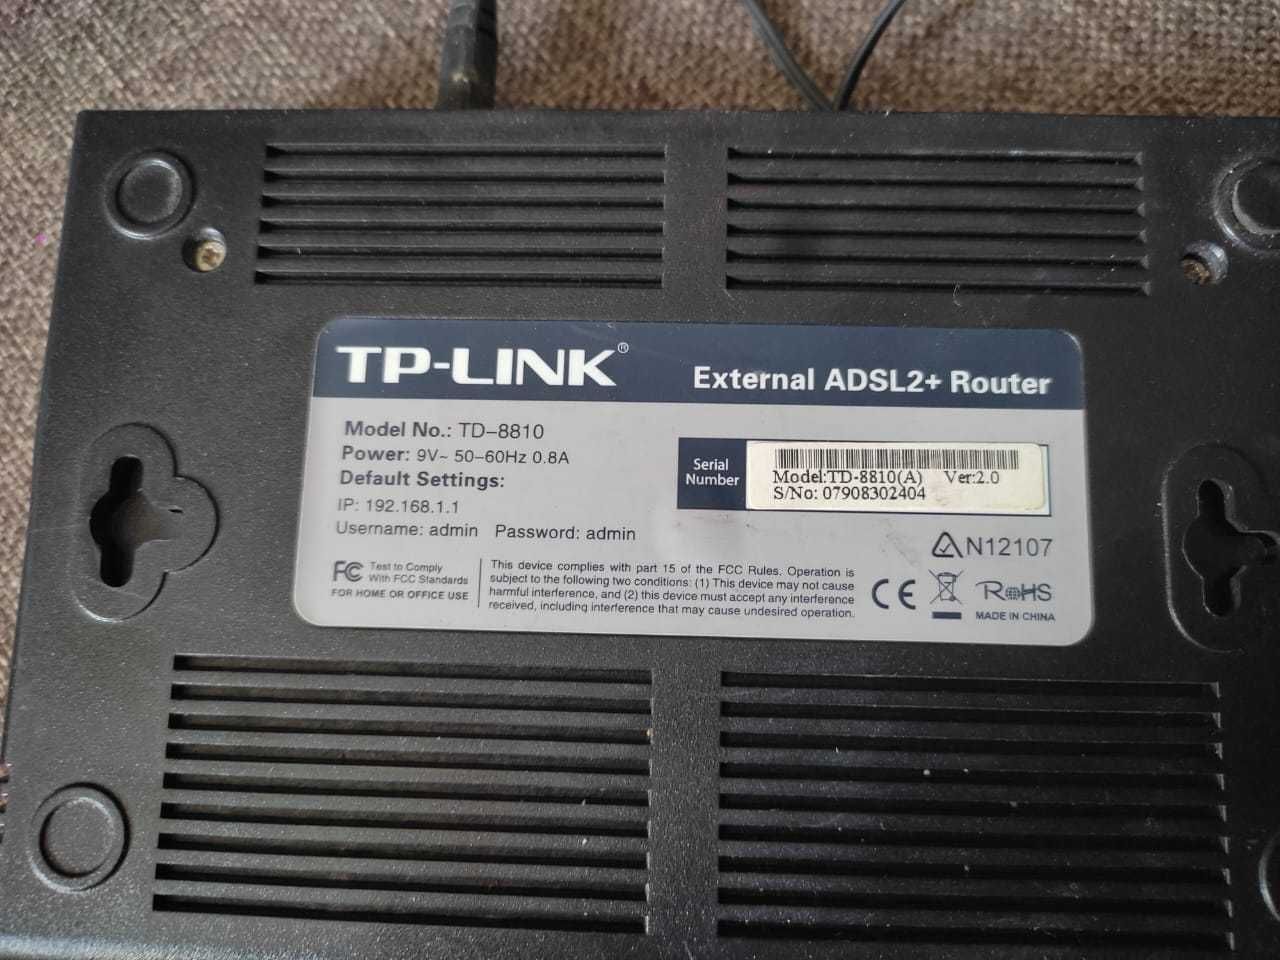 TP-LINK®
External ADSL2+ Router
Model No.: TD-8810
Power: 9V~ 50-60Hz 0.8A
Default Settings:
IP: 192.168.1.1
Username: admin Password: admin
Serial
Number
Model:TD-8810(A) Ver:2.0
S/No: 07908302404
N12107
FC
Test to Comply
With FCC Standards
FOR HOME OR OFFICE USE
This device complies with part 15 of the FCC Rules. Operation is
subject to the following two conditions: (1) This device may not cause
harmful interference, and (2) this device must accept any interference
received, including interference that may cause undesired operation.
CE
RoHS
MADE IN CHINA